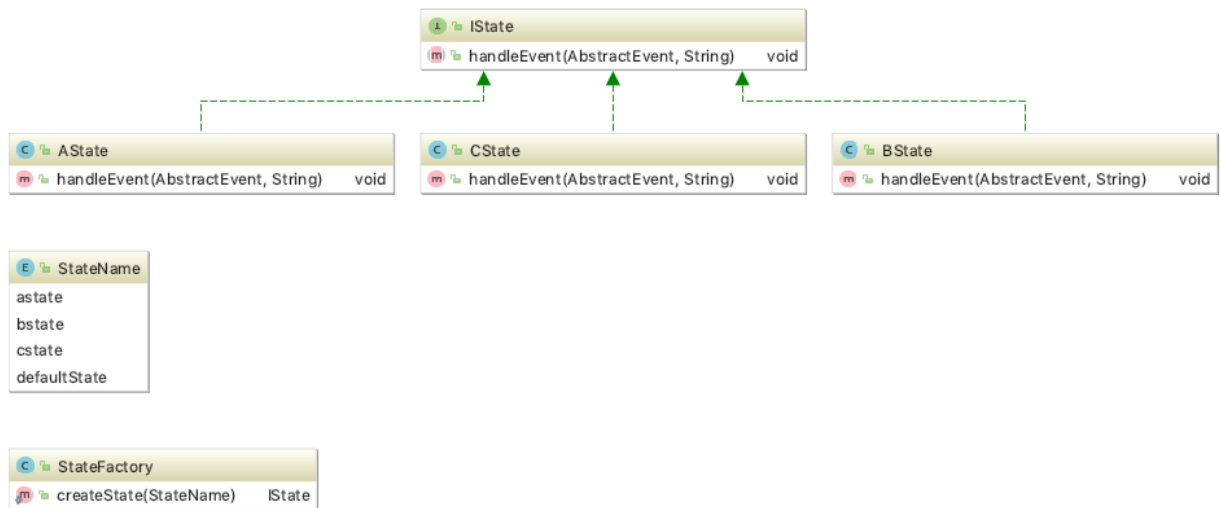 IState
handleEvent(AbstractEvent, String) void
AState
handleEvent(AbstractEvent, String) void
CState
handleEvent(AbstractEvent, String) void
BState
handleEvent(AbstractEvent, String) void
StateName
astate
bstate
cstate
defaultState
StateFactory
createState(StateName) IState